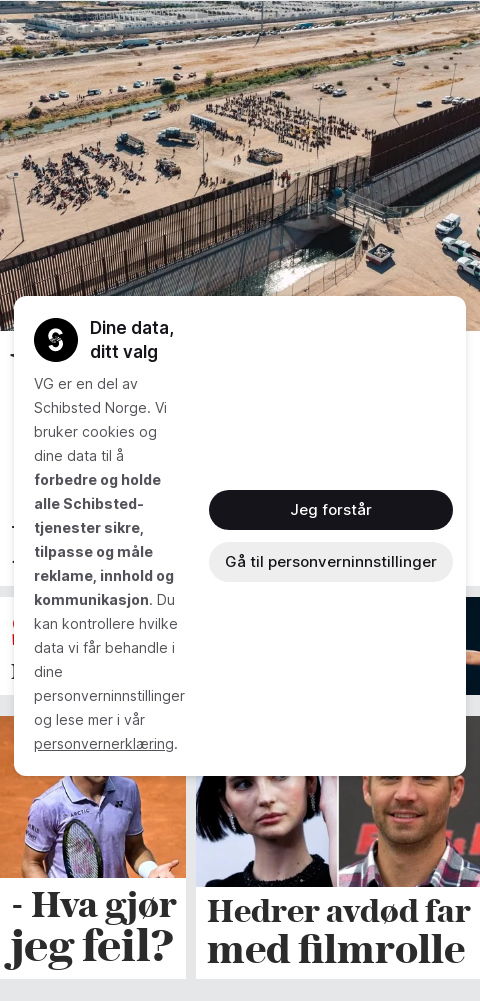 Dine data,
ditt valg
VG er en del av
Schibsted Norge. Vi
bruker cookies og
dine data til å
forbedre og holde
alle Schibsted-
tjenester sikre,
tilpasse og måle
reklame, innhold og
kommunikasjon. Du
kan kontrollere hvilke
data vi får behandle i
dine
personverninnstillinger
og lese mer i vår
personvernerklæring.
Jeg forstår
Gå til personverninnstillinger
- Hva gjør
jeg feil?
Hedrer avdød far
med filmrolle